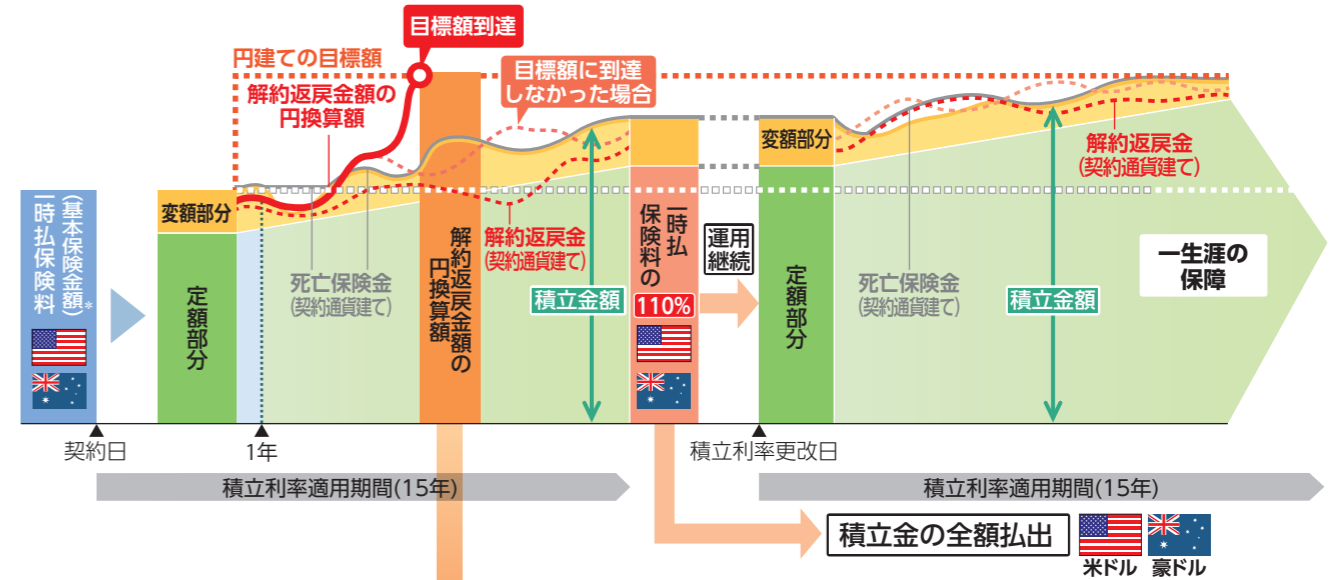 目標額到達
円建ての目標額
解約返戻金額の
円換算額
目標額に到達
しなかった場合
一時払保険料
(基本保険金額)*
変額部分
定額部分
死亡保険金
(契約通貨建て)
解約返戻金額の
円換算額
解約返戻金
(契約通貨建て)
積立金額
一時払
保険料の
110%
運用
継続
変額部分
定額部分
死亡保険金
(契約通貨建て)
積立金額
解約返戻金
(契約通貨建て)
一生涯の
保障
契約日
1年
積立利率更改日
積立利率適用期間(15年)
積立利率適用期間(15年)
積立金の全額払出
米ドル
豪ドル